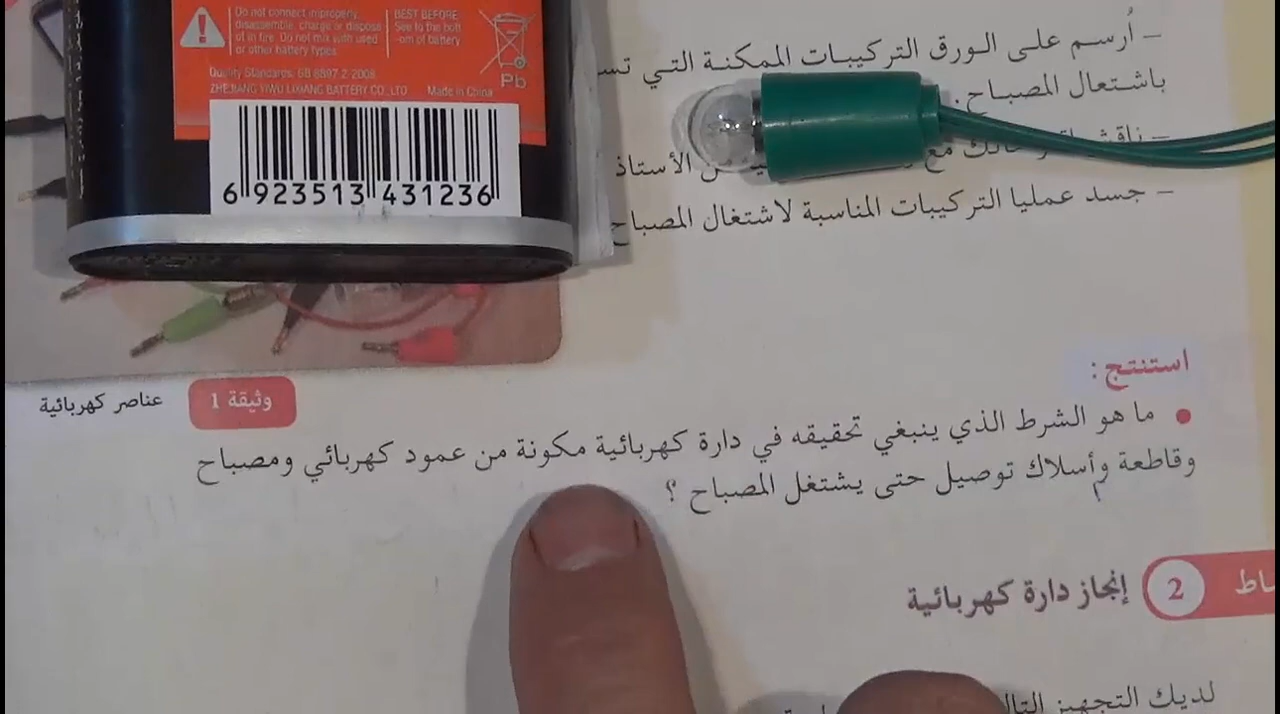 Do not connect improperly,
disassemble, charge or dispose
of in fire. Do not mix with used
or other battery types.
BEST BEFORE:
See to the bott
-om of battery
Pb
Quality Standards: GB 8897.2-2008
ZHEJIANG YIWU LIXIANG BATTERY CO.,LTD Made in China
6 923513 431236
– أُرسم على الورق التركيبات الممكنة التي
باشتعال المصباح.
مع الأستاذ
– جسد عمليا التركيبات المناسبة لاشتغال المصباح
وثيقة 1 عناصر كهربائية
استنتج :
• ما هو الشرط الذي ينبغي تحقيقه في دارة كهربائية مكونة من عمود كهربائي ومصباح
وقاطعة وأسلاك توصيل حتى يشتغل المصباح ؟
2 إنجاز دارة كهربائية
لديك التجهيز